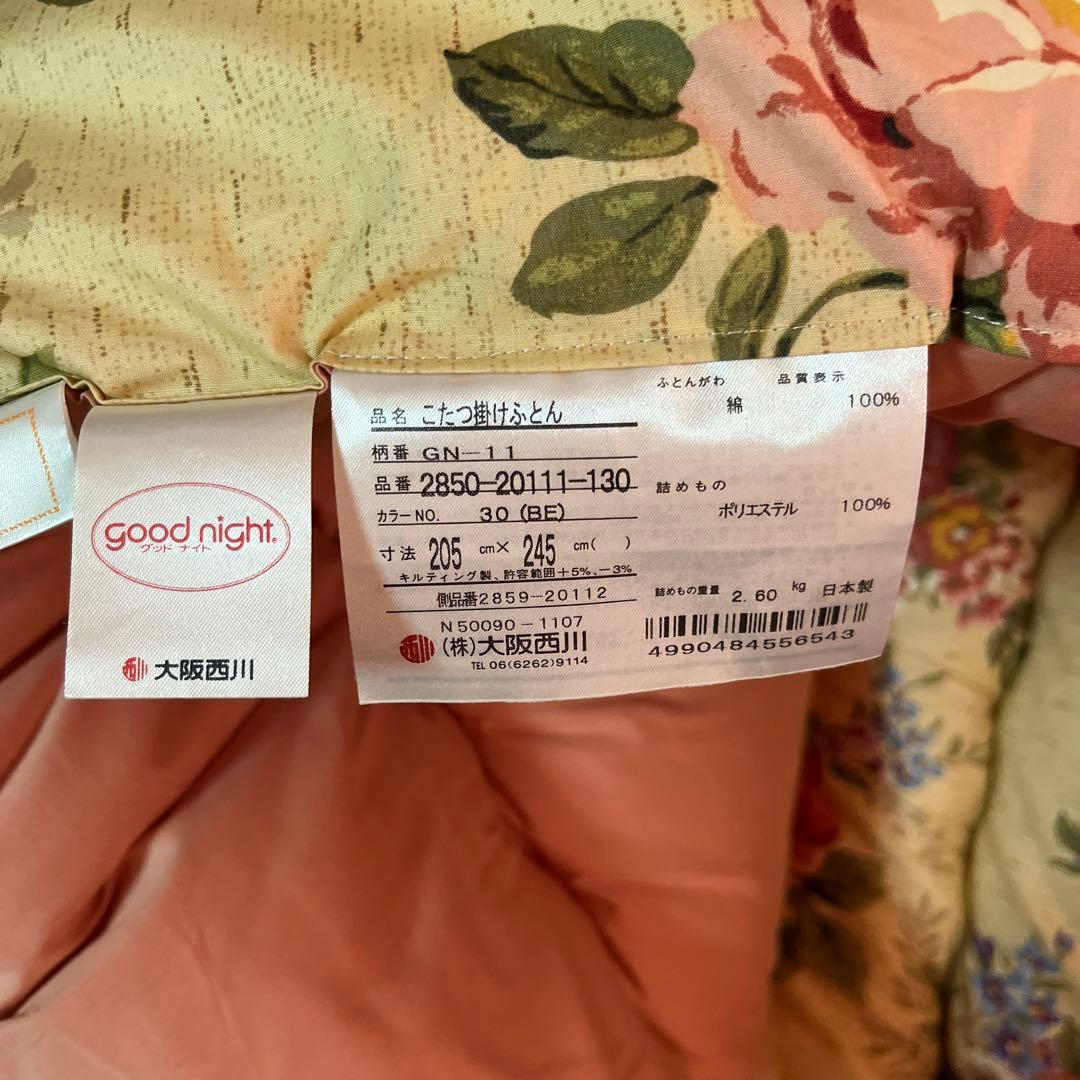 good night®
グッド ナイト
大阪西川
品名 こたつ掛けふとん
柄番 GN-11
品番 2850-20111-130
カラーNO. 30 (BE)
寸法 205 cm× 245 cm( )
キルティング製、許容範囲+5%、-3%
側品番2859-20112
N50090-1107
(株)大阪西川
TEL 06(6262)9114
ふとんがわ 品質表示
綿 100%
詰めもの
ポリエステル 100%
詰めもの重量 2.60 kg 日本製
4990484556543